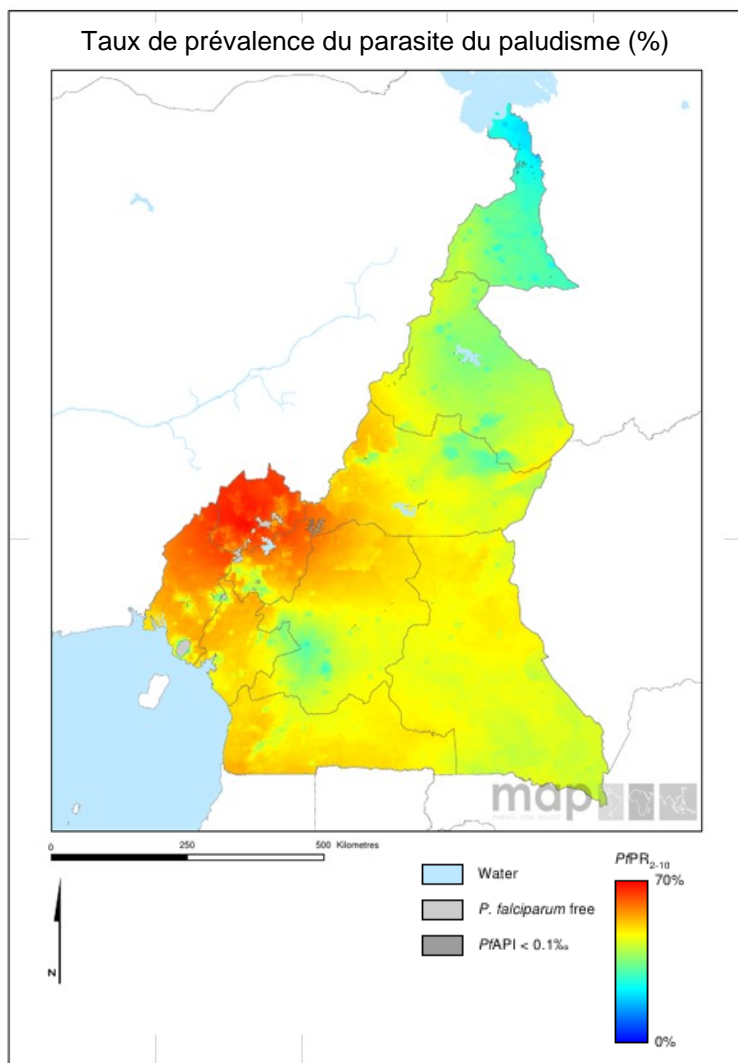 Taux de prévalence du parasite du paludisme (%)
map
0 250 500 Kilometres
N
Water
P. falciparum free
PfAPI < 0.1‰
PfPR2-10
70%
0%